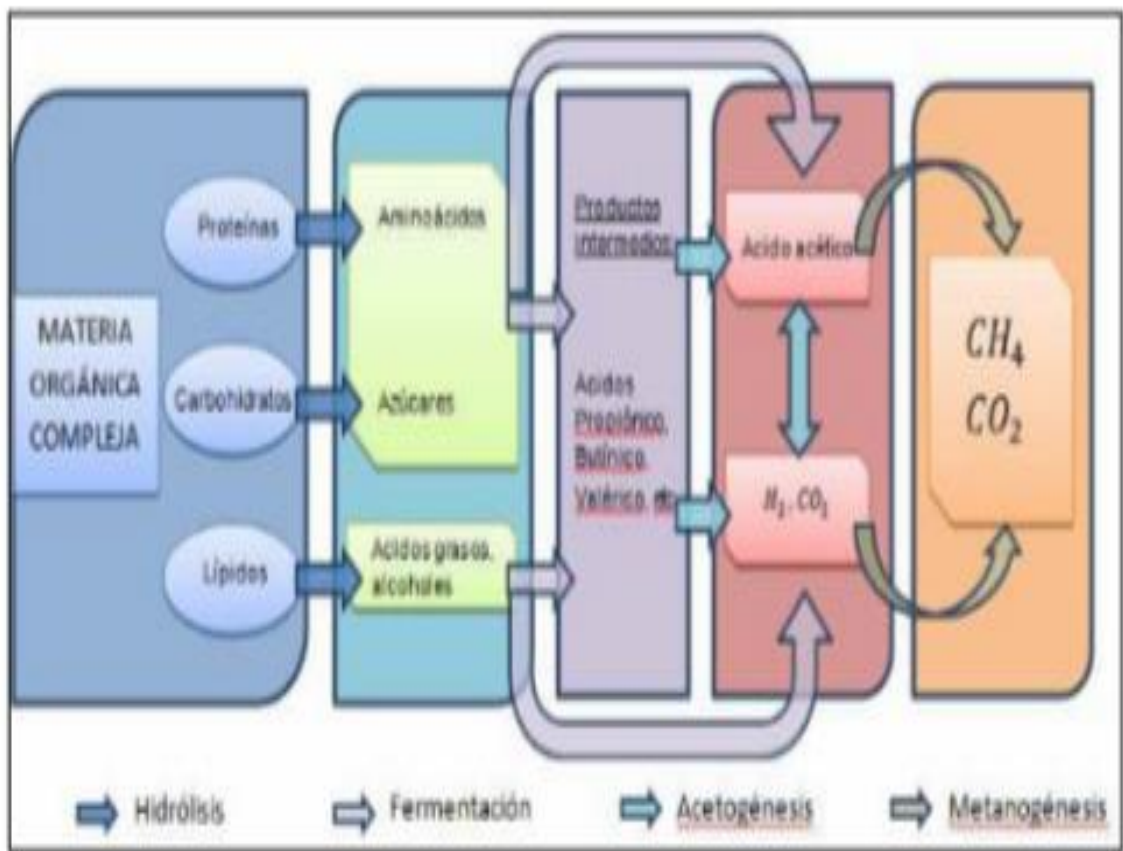 MATERIA
ORGÁNICA
COMPLEJA
Proteínas
Carbohidratos
Lípidos
Aminoácidos
Azúcares
Acidos grasos,
alcoholes
Productos
intermedios
Acidos
Propiónico,
Butínico,
Valérico, etc
Acido acético
H₂, CO₂
CH₄
CO₂
Hidrólisis
Fermentación
Acetogénesis
Metanogénesis